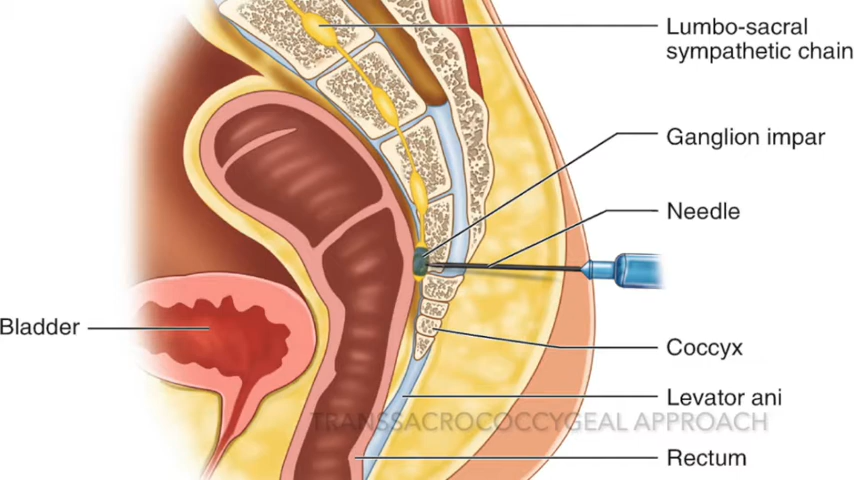 Lumbo-sacral
sympathetic chain
Ganglion impar
Needle
Bladder
Coccyx
Levator ani
TRANSSACROCOCCYGEAL APPROACH
Rectum